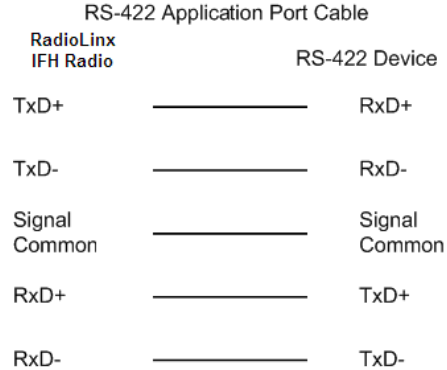 RS-422 Application Port Cable
RadioLinx
IFH Radio
RS-422 Device
TxD+ RxD+
TxD- RxD-
Signal Signal
Common Common
RxD+ TxD+
RxD- TxD-